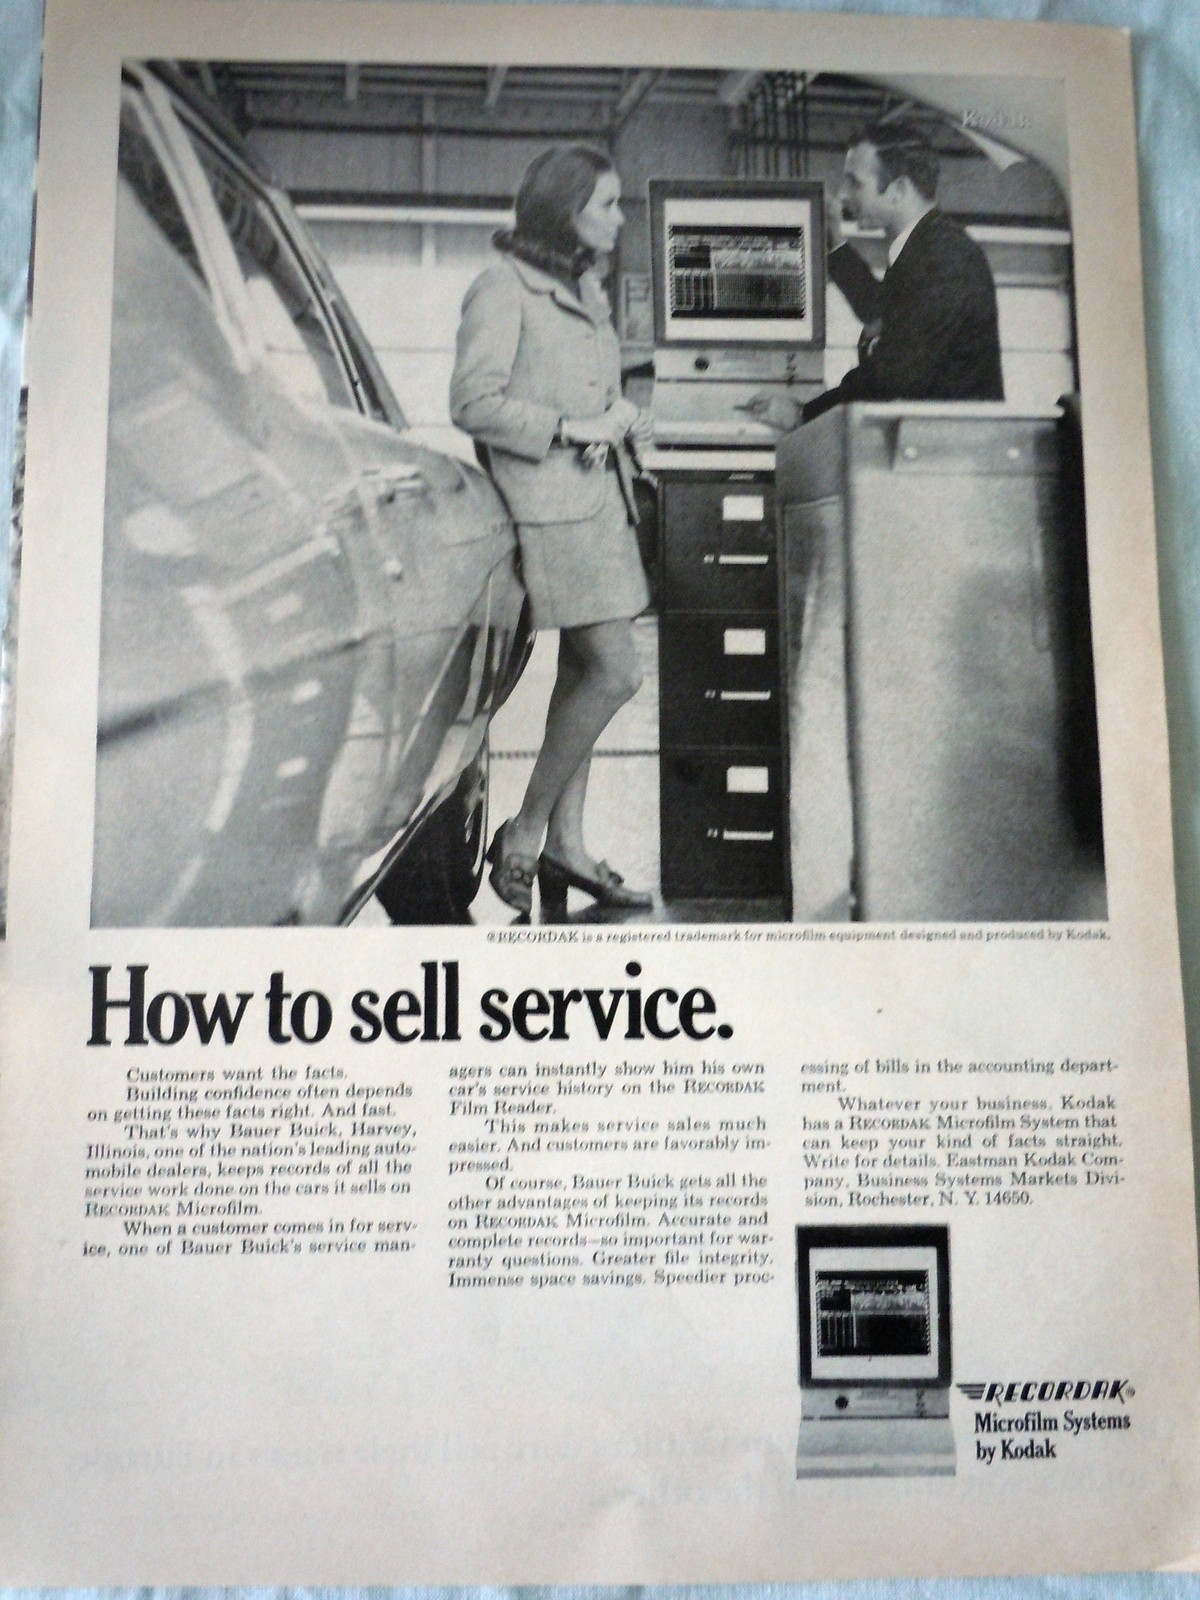 Kodak
®RECORDAK is a registered trademark for microfilm equipment designed and produced by Kodak.
How to sell service.
Customers want the facts.
Building confidence often depends
on getting these facts right. And fast.
That's why Bauer Buick, Harvey,
Illinois, one of the nation's leading auto-
mobile dealers, keeps records of all the
service work done on the cars it sells on
RECORDAK Microfilm.
When a customer comes in for serv-
ice, one of Bauer Buick's service man-
agers can instantly show him his own
car's service history on the RECORDAK
Film Reader.
This makes service sales much
easier. And customers are favorably im-
pressed.
Of course, Bauer Buick gets all the
other advantages of keeping its records
on RECORDAK Microfilm. Accurate and
complete records—so important for war-
ranty questions. Greater file integrity.
Immense space savings. Speedier proc-
essing of bills in the accounting depart-
ment.
Whatever your business, Kodak
has a RECORDAK Microfilm System that
can keep your kind of facts straight.
Write for details. Eastman Kodak Com-
pany, Business Systems Markets Divi-
sion, Rochester, N. Y. 14650.
RECORDAK®
Microfilm Systems
by Kodak